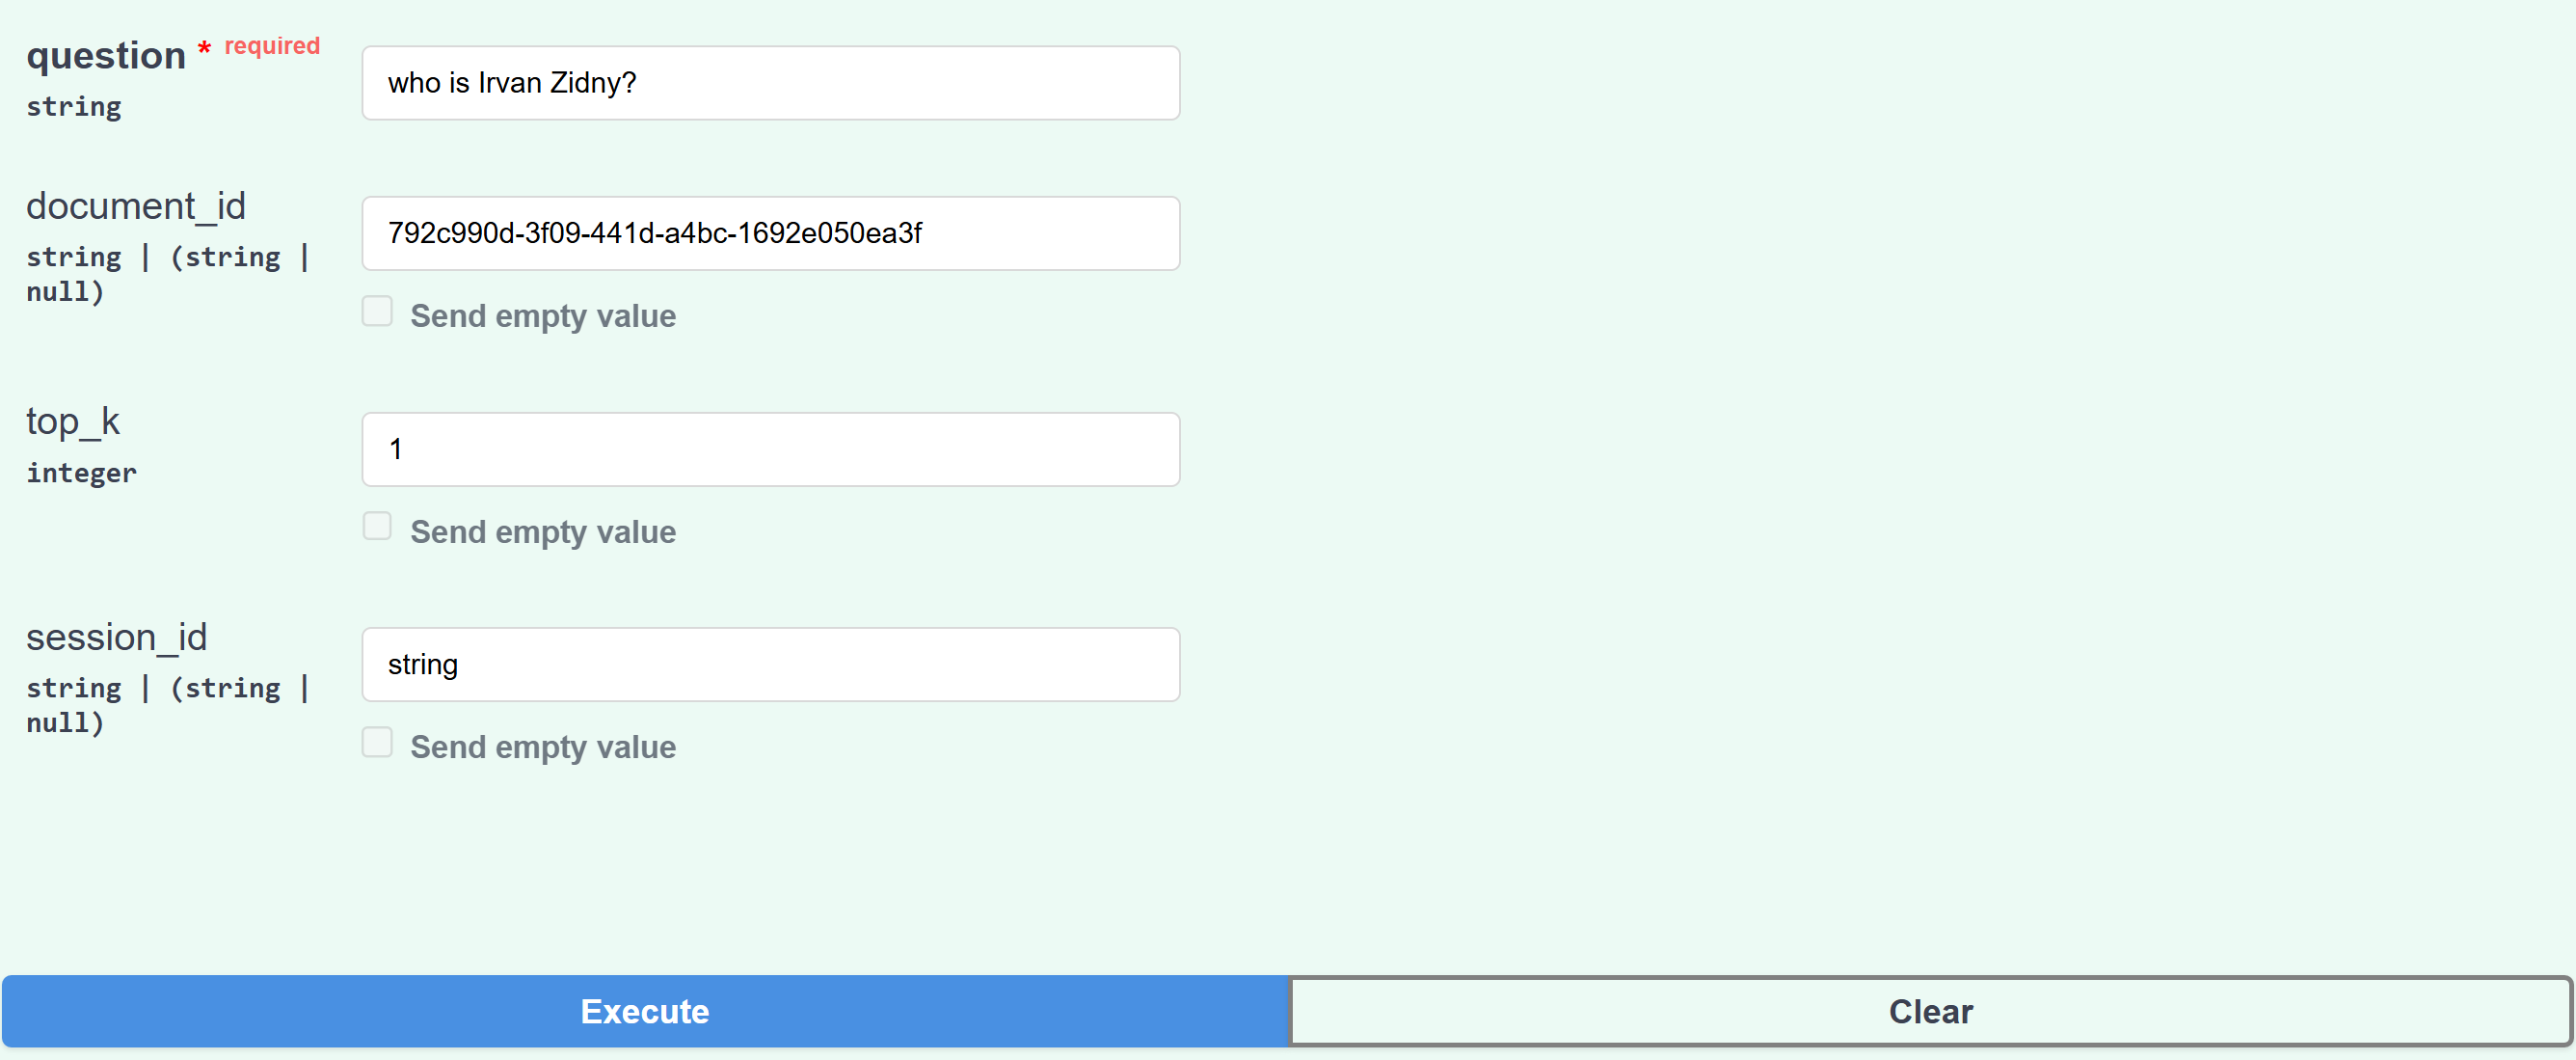 question * required
string
who is Irvan Zidny?
document_id
string | (string |
null)
792c990d-3f09-441d-a4bc-1692e050ea3f
Send empty value
top_k
integer
1
Send empty value
session_id
string | (string |
null)
string
Send empty value
Execute
Clear